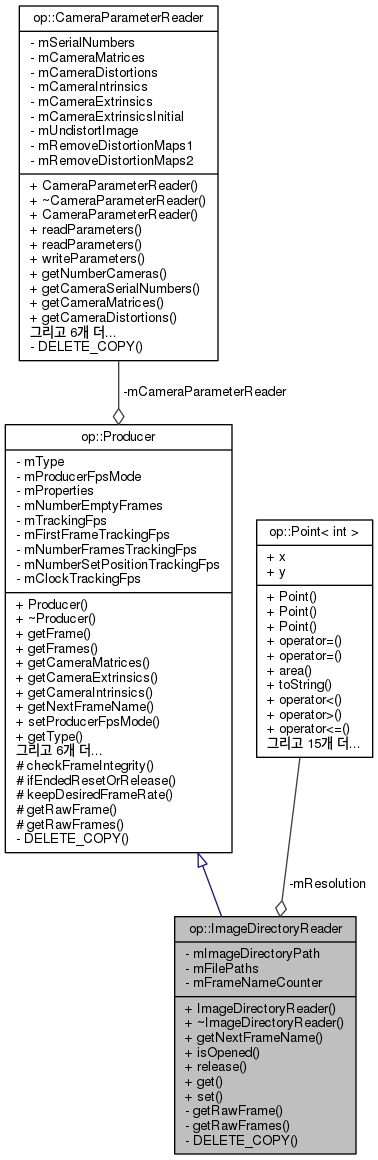 op::CameraParameterReader
- mSerialNumbers
- mCameraMatrices
- mCameraDistortions
- mCameraIntrinsics
- mCameraExtrinsics
- mCameraExtrinsicsInitial
- mUndistortImage
- mRemoveDistortionMaps1
- mRemoveDistortionMaps2
+ CameraParameterReader()
+ ~CameraParameterReader()
+ CameraParameterReader()
+ readParameters()
+ readParameters()
+ writeParameters()
+ getNumberCameras()
+ getCameraSerialNumbers()
+ getCameraMatrices()
+ getCameraDistortions()
그리고 6개 더...
- DELETE_COPY()
-mCameraParameterReader
op::Producer
- mType
- mProducerFpsMode
- mProperties
- mNumberEmptyFrames
- mTrackingFps
- mFirstFrameTrackingFps
- mNumberFramesTrackingFps
- mNumberSetPositionTrackingFps
- mClockTrackingFps
+ Producer()
+ ~Producer()
+ getFrame()
+ getFrames()
+ getCameraMatrices()
+ getCameraExtrinsics()
+ getCameraIntrinsics()
+ getNextFrameName()
+ setProducerFpsMode()
+ getType()
그리고 6개 더...
# checkFrameIntegrity()
# ifEndedResetOrRelease()
# keepDesiredFrameRate()
# getRawFrame()
# getRawFrames()
- DELETE_COPY()
op::Point< int >
+ x
+ y
+ Point()
+ Point()
+ Point()
+ operator=()
+ operator=()
+ area()
+ toString()
+ operator<()
+ operator>()
+ operator<=()
그리고 15개 더...
-mResolution
op::ImageDirectoryReader
- mImageDirectoryPath
- mFilePaths
- mFrameNameCounter
+ ImageDirectoryReader()
+ ~ImageDirectoryReader()
+ getNextFrameName()
+ isOpened()
+ release()
+ get()
+ set()
- getRawFrame()
- getRawFrames()
- DELETE_COPY()